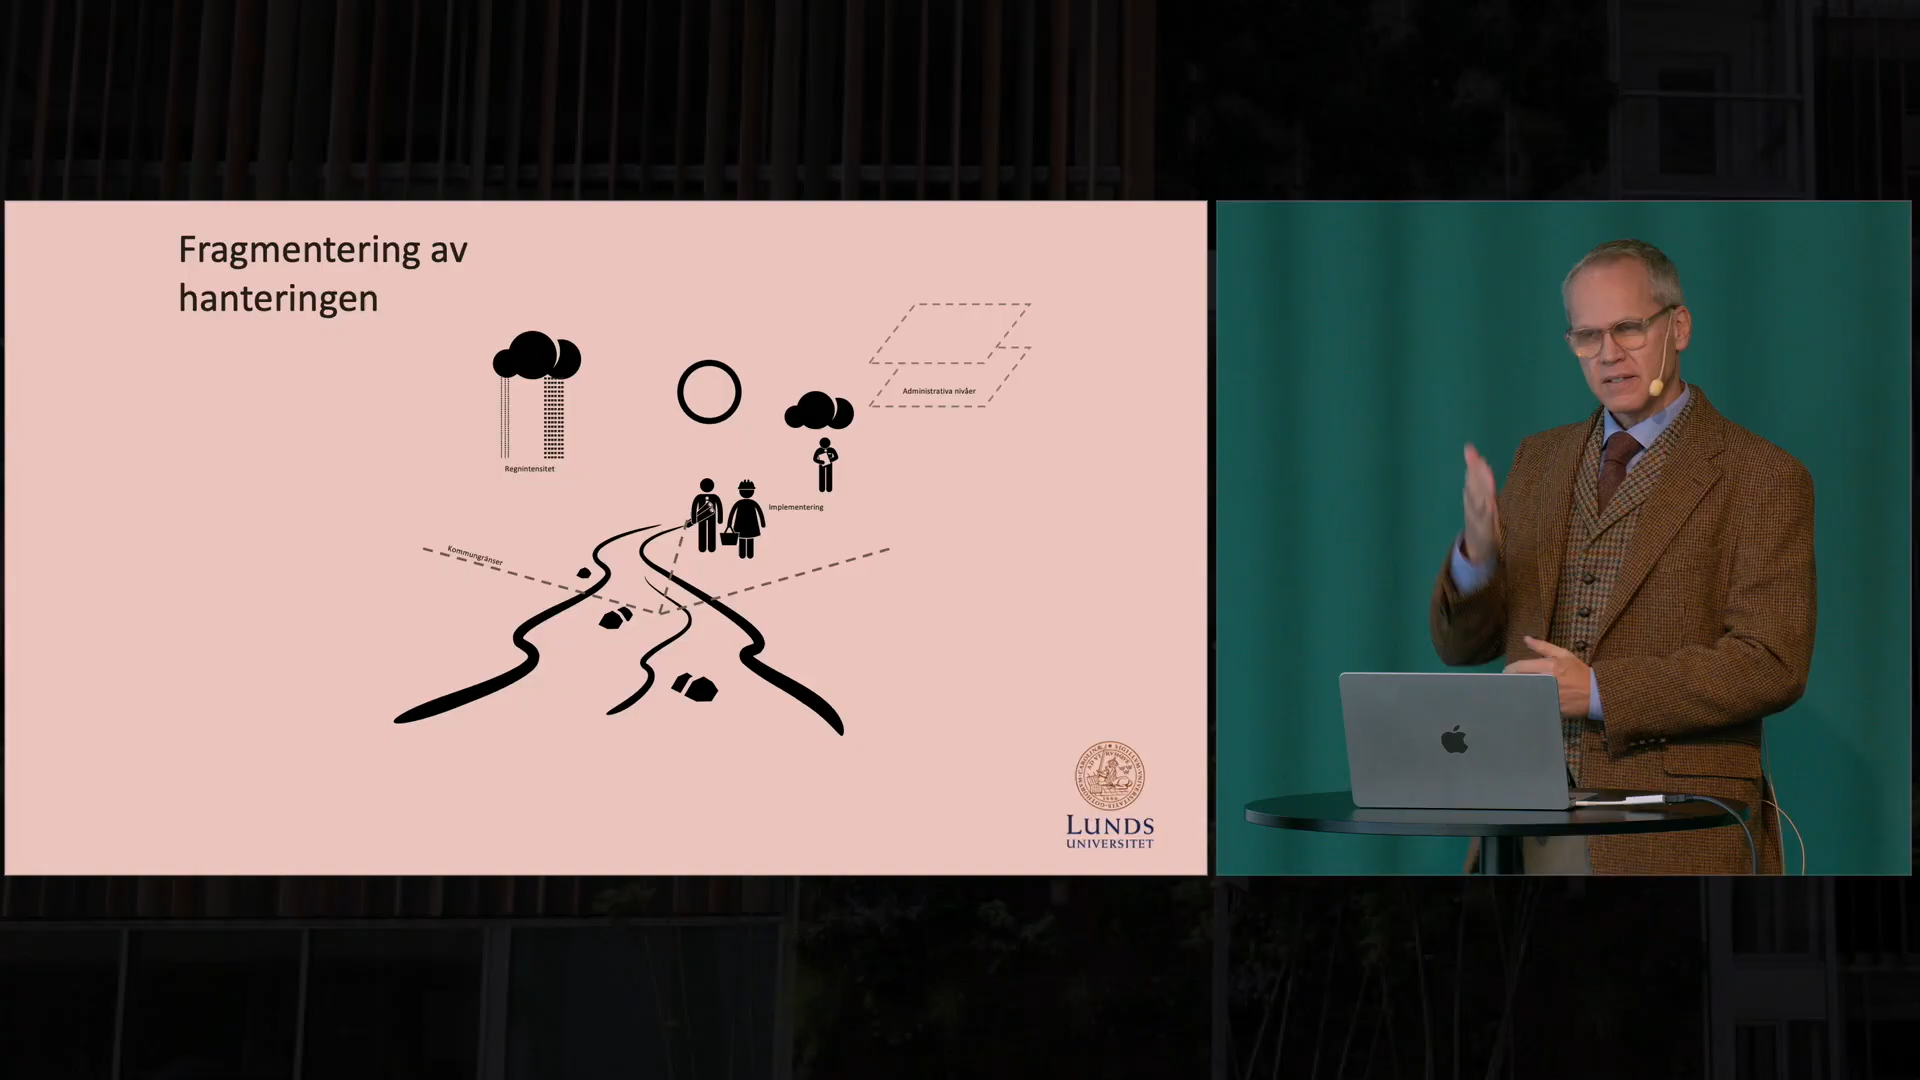 Fragmentering av
hanteringen
Administrativa nivåer
Regnintensitet
Implementering
Kommungränser
LUNDS
UNIVERSITET